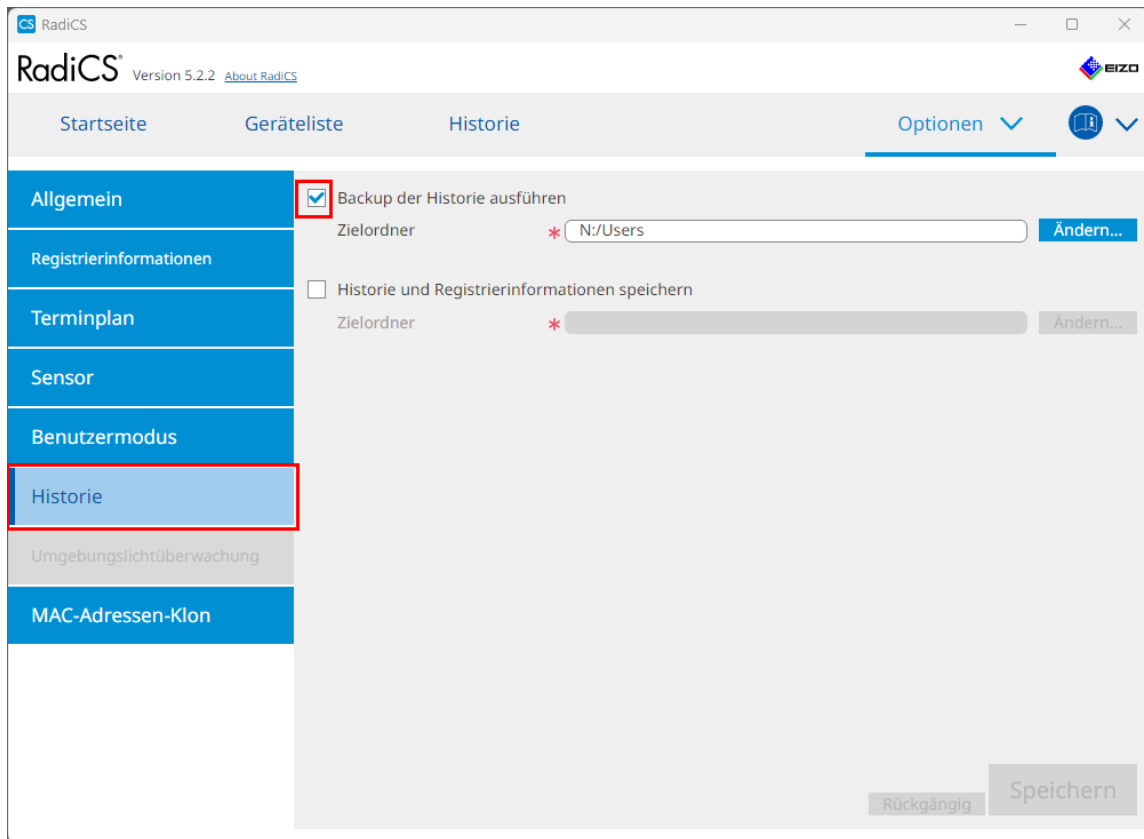 CS RadiCS
RadiCS® Version 5.2.2 About RadiCS
EIZO
Startseite Geräteliste Historie Optionen
Allgemein
Registrierinformationen
Terminplan
Sensor
Benutzermodus
Historie
Umgebungslichtüberwachung
MAC-Adressen-Klon
Backup der Historie ausführen
Zielordner * N:/Users Ändern...
Historie und Registrierinformationen speichern
Zielordner * Ändern...
Rückgängig Speichern